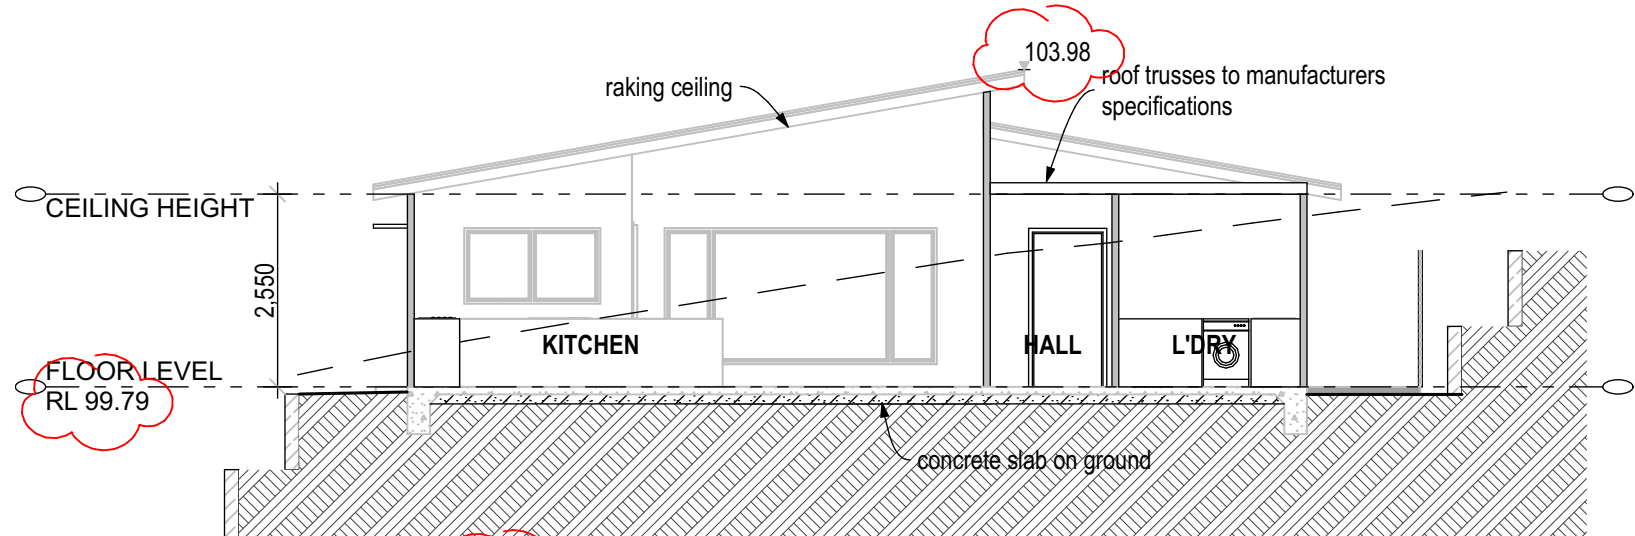 103.98
raking ceiling
roof trusses to manufacturers
specifications
CEILING HEIGHT
2,550
KITCHEN
HALL
L'DRY
FLOOR LEVEL
RL 99.79
concrete slab on ground